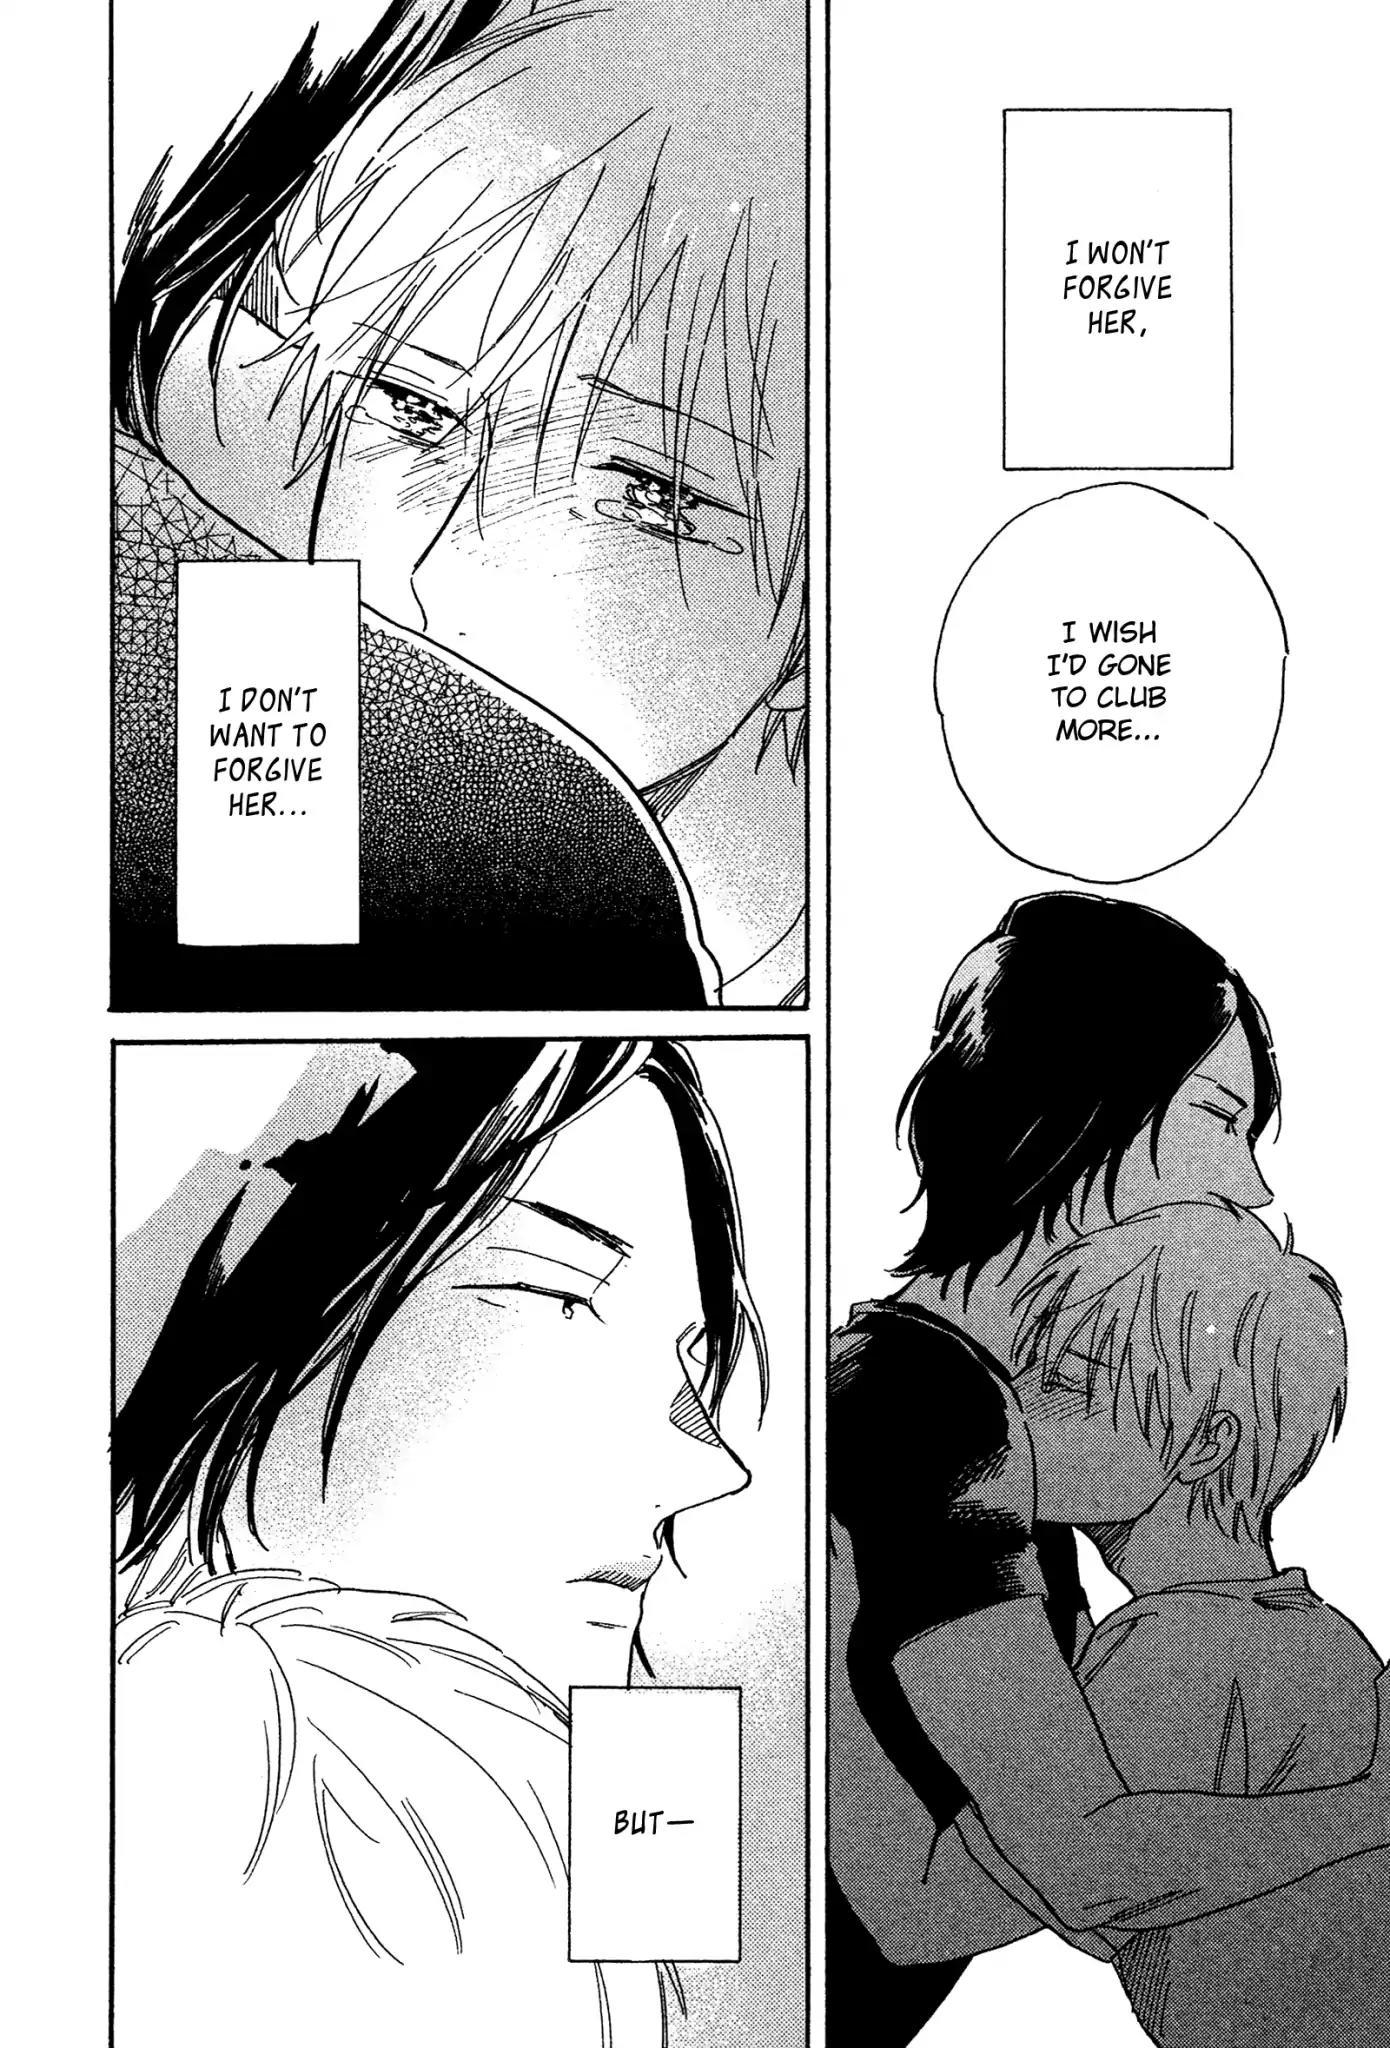 I WON'T
FORGIVE
HER,
I WISH
I'D GONE
TO CLUB
MORE...
I DON'T
WANT TO
FORGIVE
HER...
BUT—